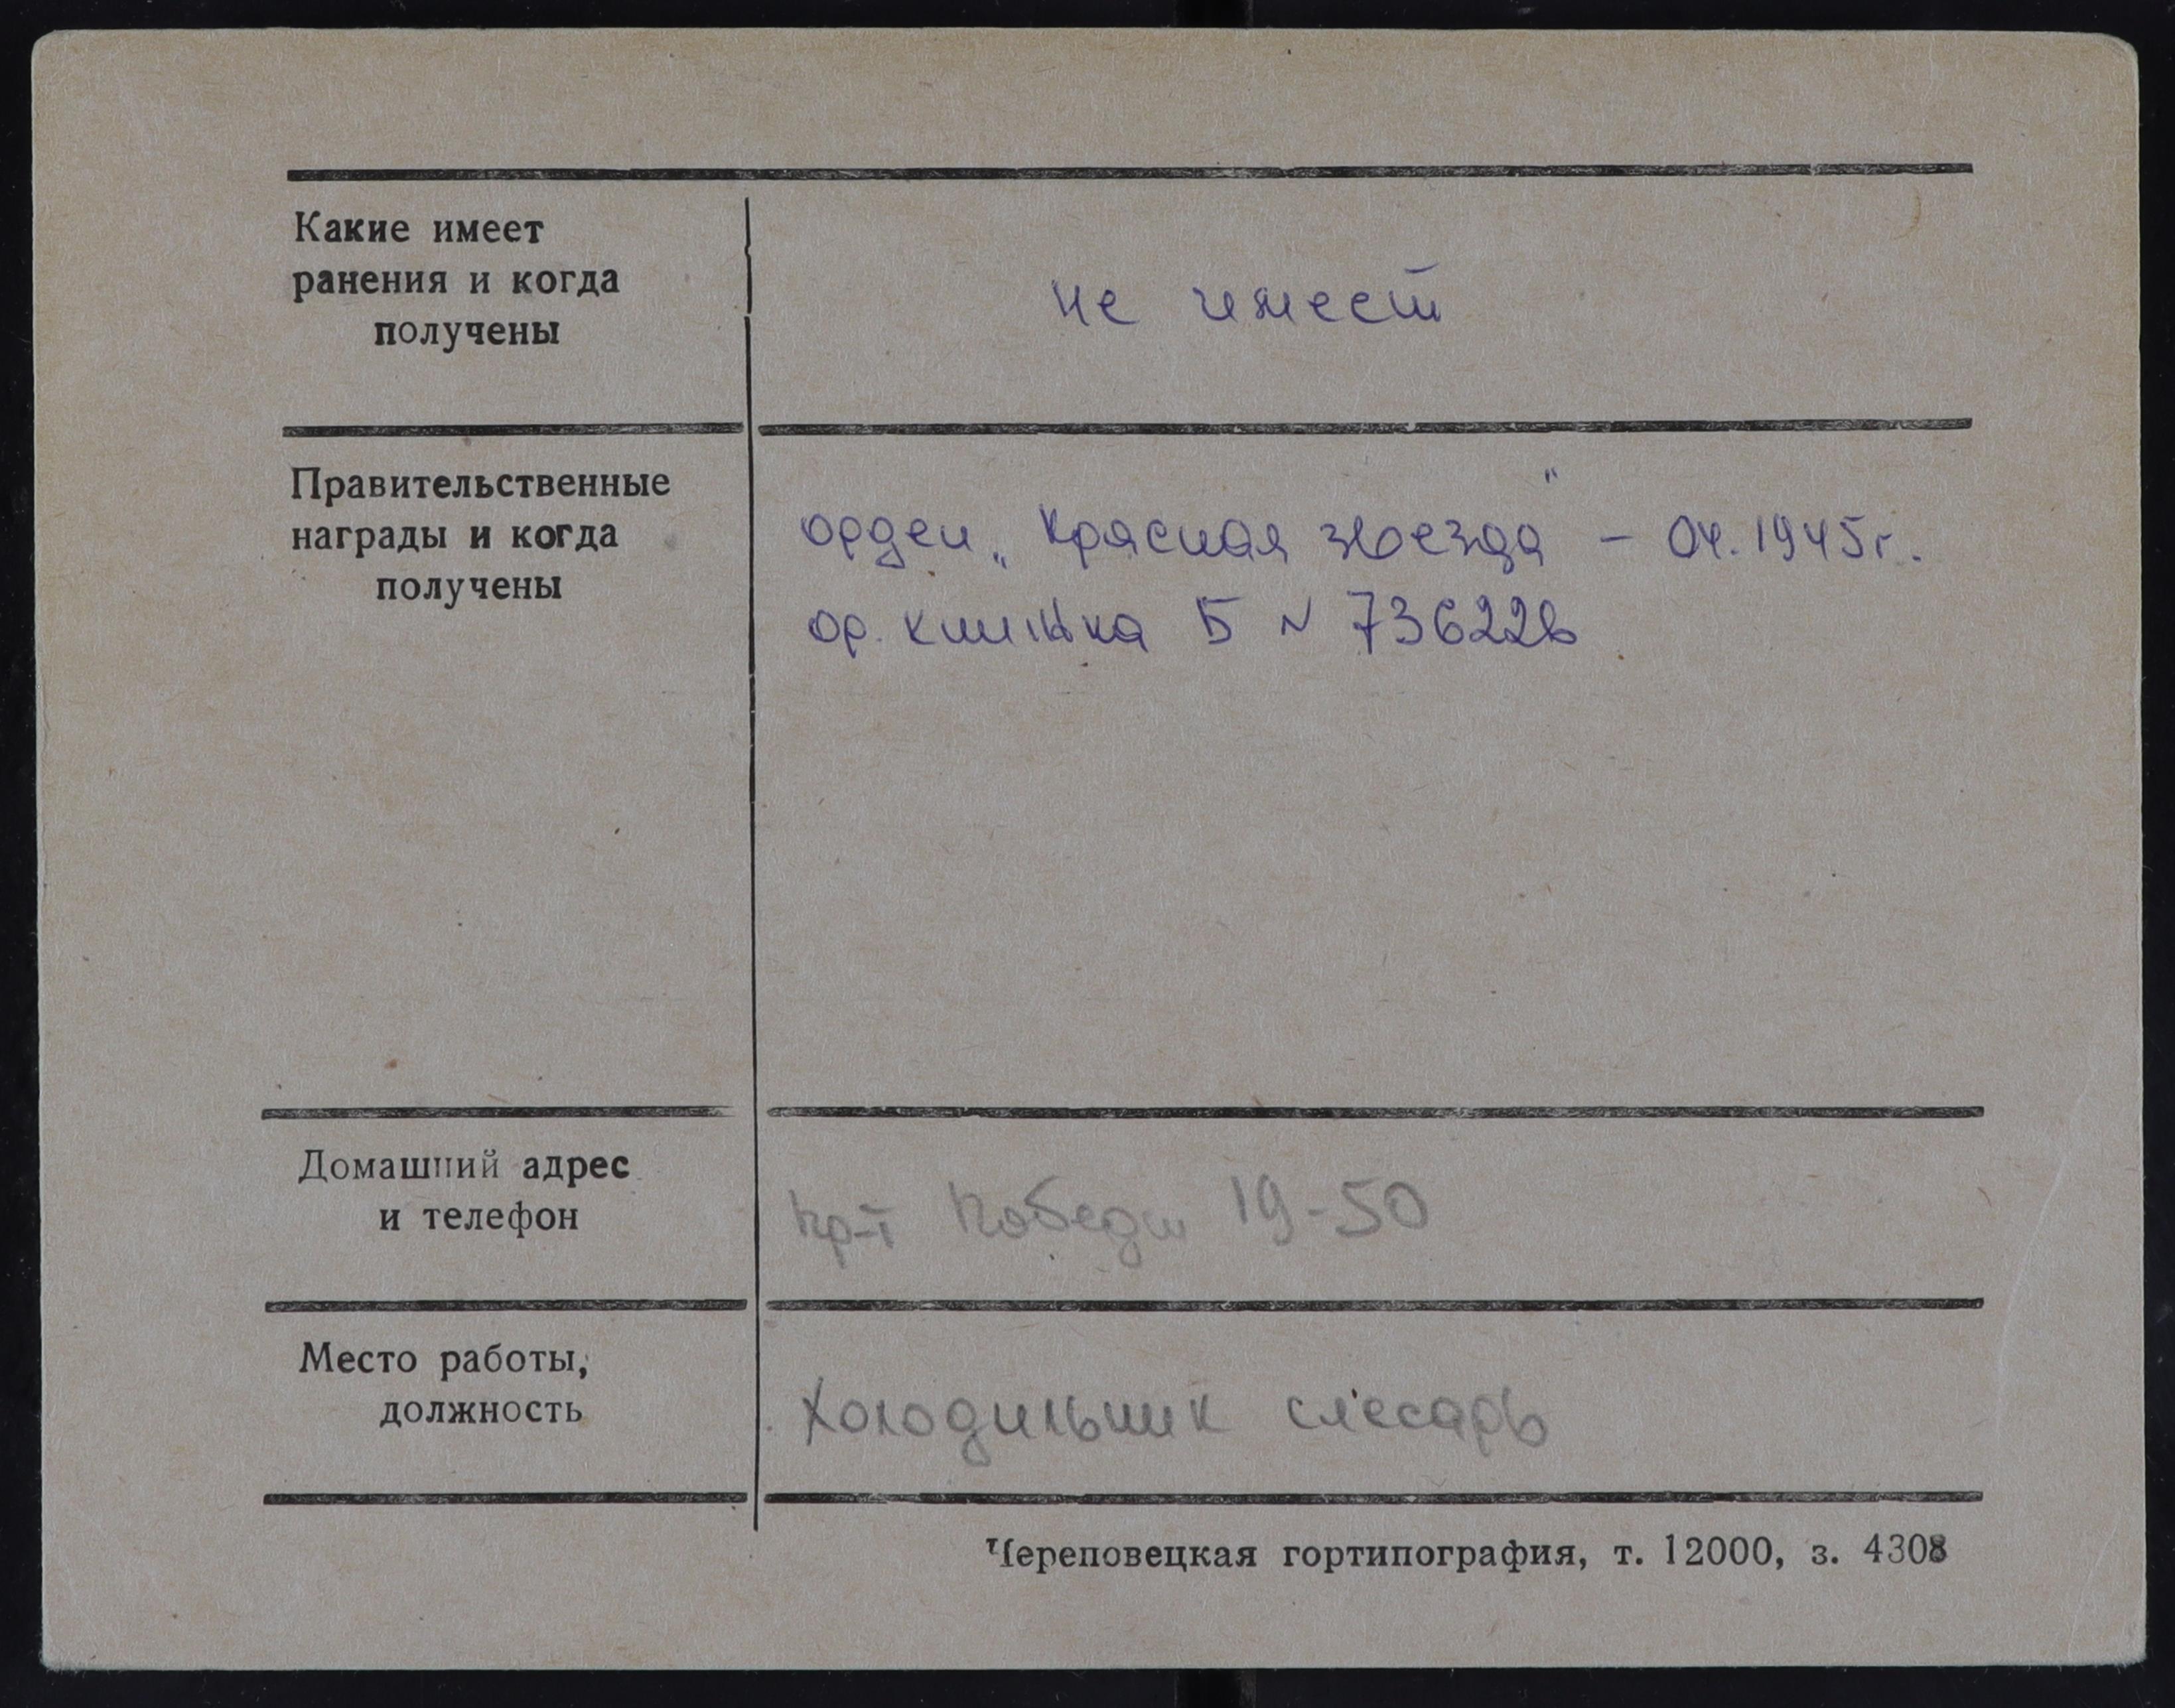 Какие имеет
ранения и когда
получены
не имеет
Правительственные
награды и когда
получены
орден „Красная звезда" – 04.1945г.
ор. книжка Б N 736226
Домашний адрес
и телефон
пр-т Победы 19-50
Место работы,
должность
Холодильник слесарь
Череповецкая гортипография, т. 12000, з. 4308